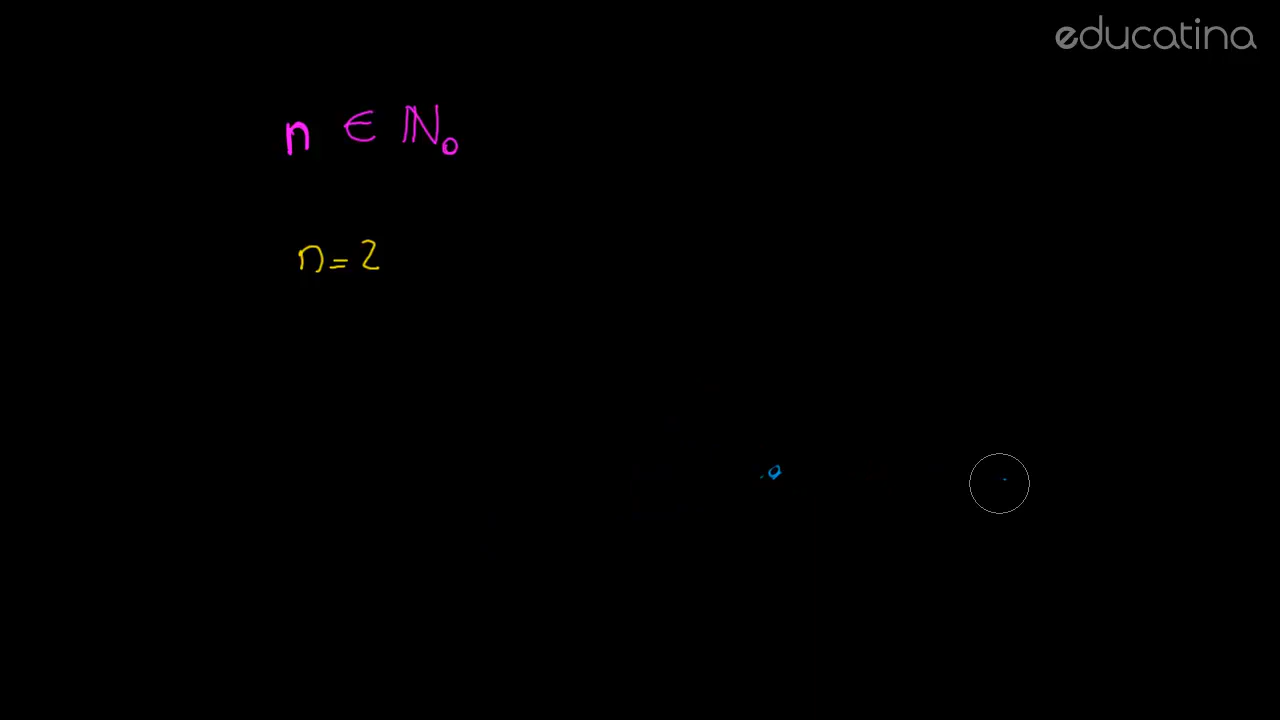 educatina
n ∈ ℕ₀
n = 2